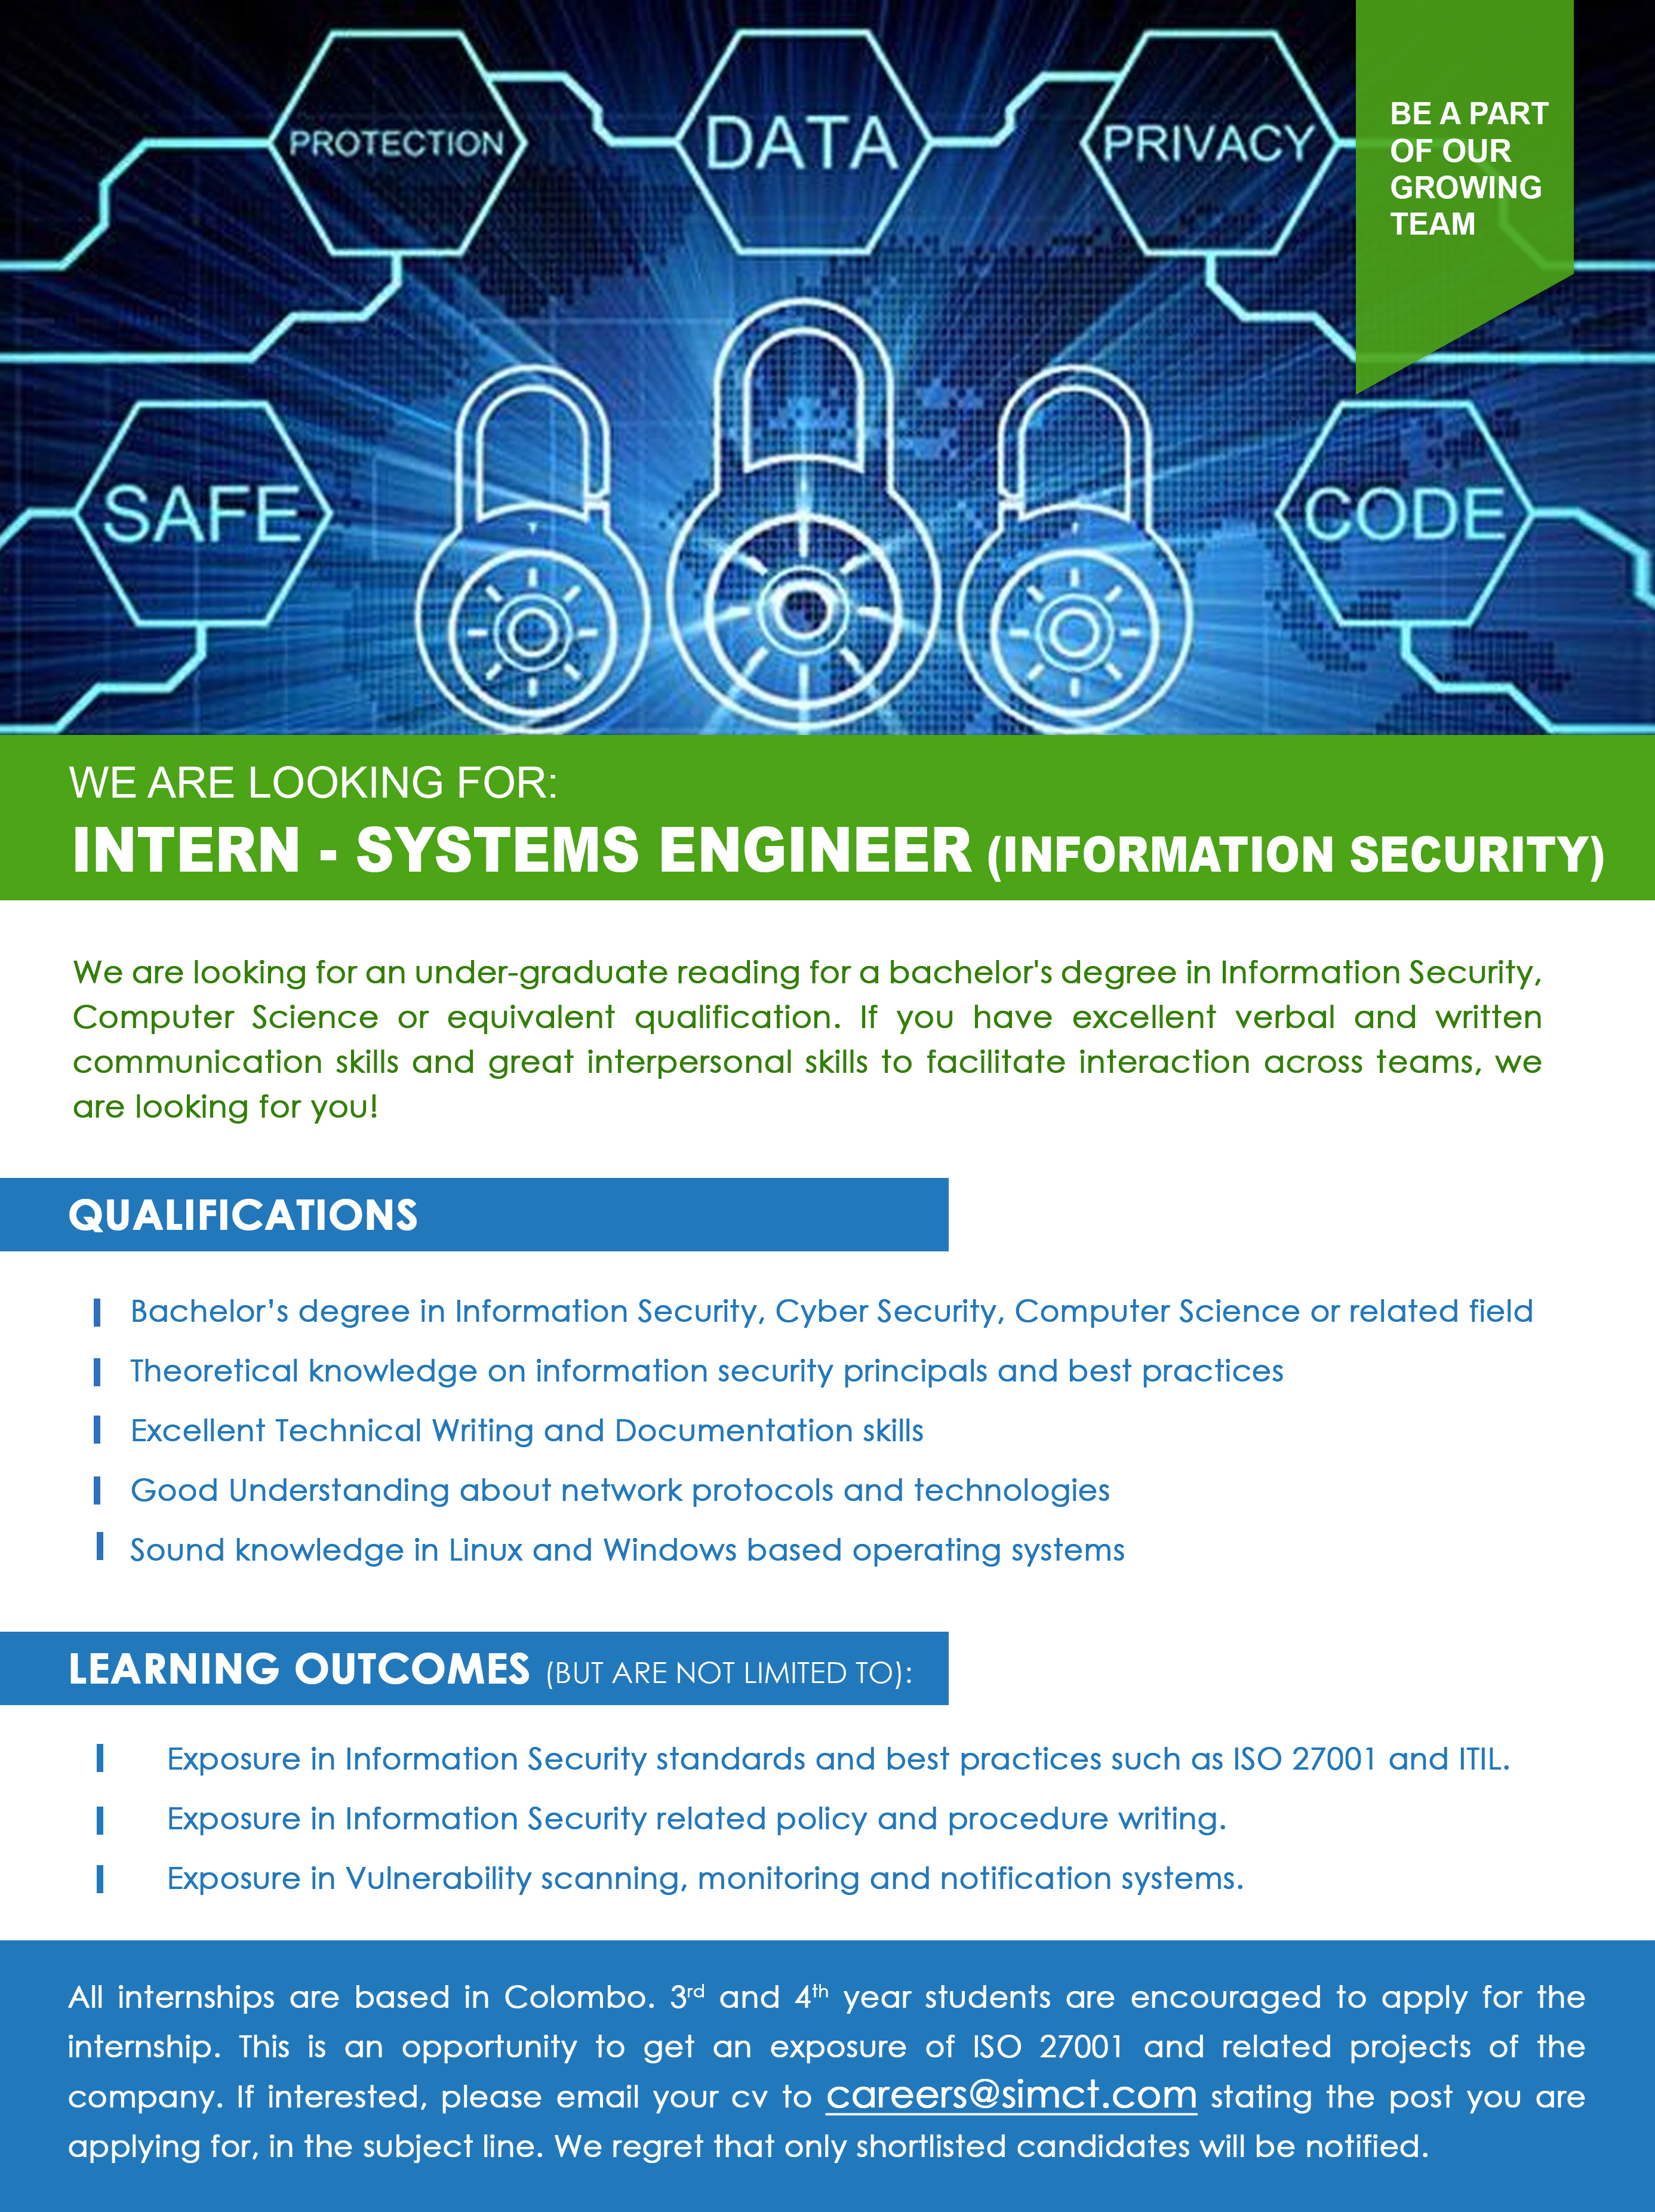 PROTECTION
DATA
PRIVACY
BE A PART
OF OUR
GROWING
TEAM
SAFE
CODE
WE ARE LOOKING FOR:
INTERN - SYSTEMS ENGINEER (INFORMATION SECURITY)
We are looking for an under-graduate reading for a bachelor's degree in Information Security,
Computer Science or equivalent qualification. If you have excellent verbal and written
communication skills and great interpersonal skills to facilitate interaction across teams, we
are looking for you!
QUALIFICATIONS
Bachelor’s degree in Information Security, Cyber Security, Computer Science or related field
Theoretical knowledge on information security principals and best practices
Excellent Technical Writing and Documentation skills
Good Understanding about network protocols and technologies
Sound knowledge in Linux and Windows based operating systems
LEARNING OUTCOMES (BUT ARE NOT LIMITED TO):
Exposure in Information Security standards and best practices such as ISO 27001 and ITIL.
Exposure in Information Security related policy and procedure writing.
Exposure in Vulnerability scanning, monitoring and notification systems.
All internships are based in Colombo. 3rd and 4th year students are encouraged to apply for the
internship. This is an opportunity to get an exposure of ISO 27001 and related projects of the
company. If interested, please email your cv to careers@simct.com stating the post you are
applying for, in the subject line. We regret that only shortlisted candidates will be notified.